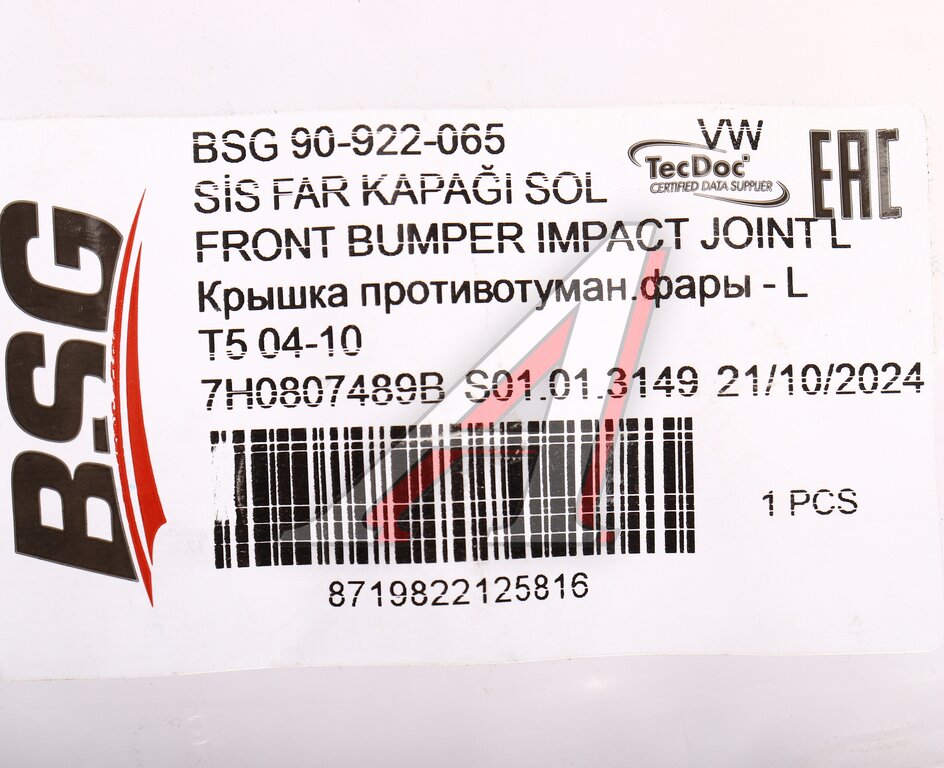 BSG
BSG 90-922-065
VW
TecDoc
CERTIFIED DATA SUPPLIER
EAC
SİS FAR KAPAĞI SOL
FRONT BUMPER IMPACT JOINT L
Крышка противотуман.фары - L
T5 04-10
7H0807489B S01.01.3149 21/10/2024
1 PCS
8719822125816